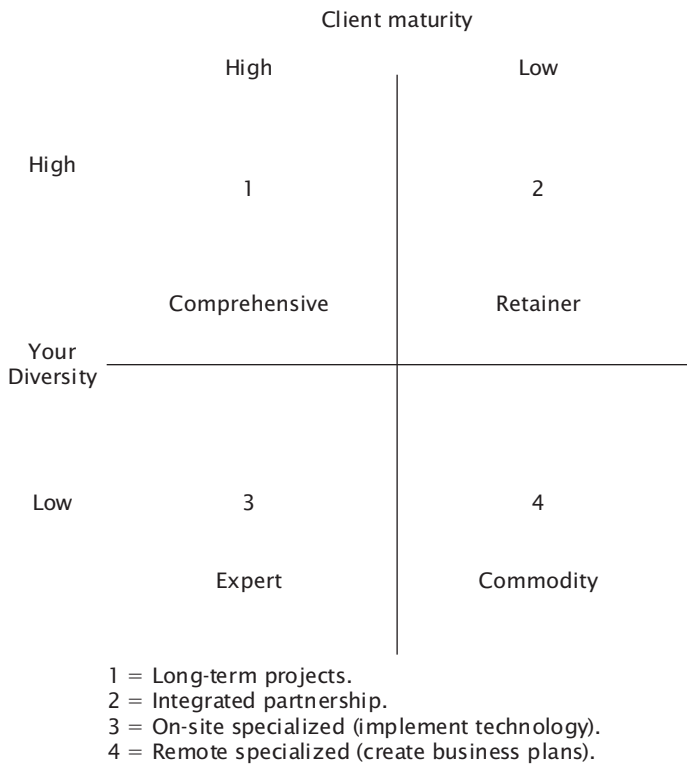 Client maturity
High Low
High
1 2
Comprehensive Retainer
Your
Diversity
Low 3 4
Expert Commodity
1 = Long-term projects.
2 = Integrated partnership.
3 = On-site specialized (implement technology).
4 = Remote specialized (create business plans).